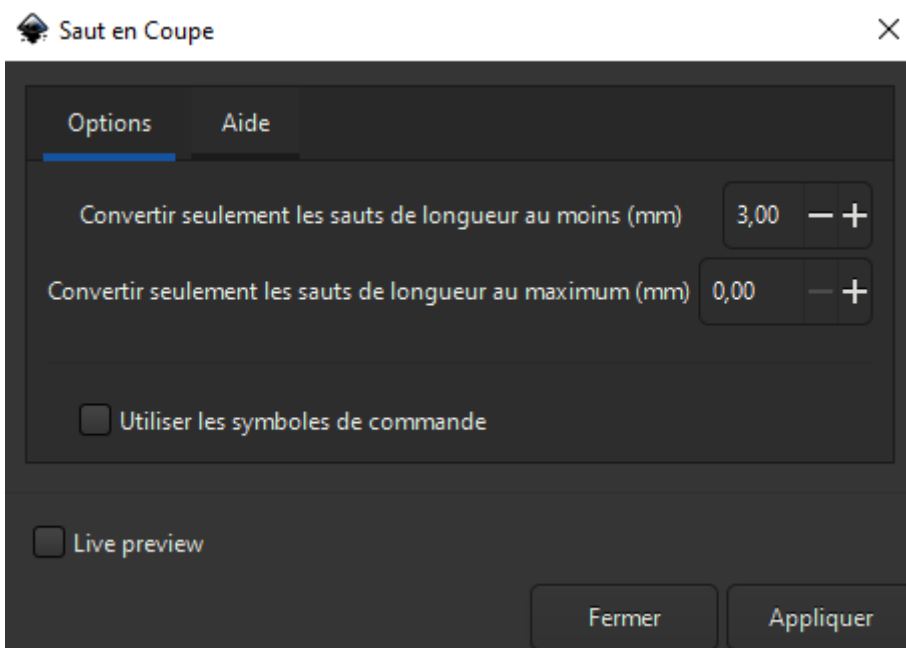 Saut en Coupe
Options Aide
Convertir seulement les sauts de longueur au moins (mm) 3,00
Convertir seulement les sauts de longueur au maximum (mm) 0,00
Utiliser les symboles de commande
Live preview
Fermer Appliquer